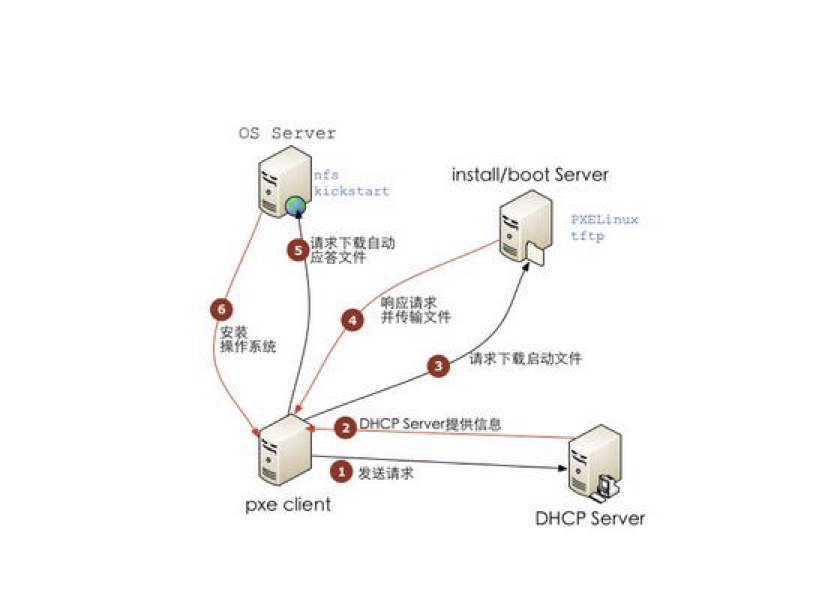 OS Server
nfs
kickstart
install/boot Server
PXELinux
tftp
5
请求下载自动
应答文件
6
安装
操作系统
4
响应请求
并传输文件
3
请求下载启动文件
2
DHCP Server提供信息
1
发送请求
pxe client
DHCP Server